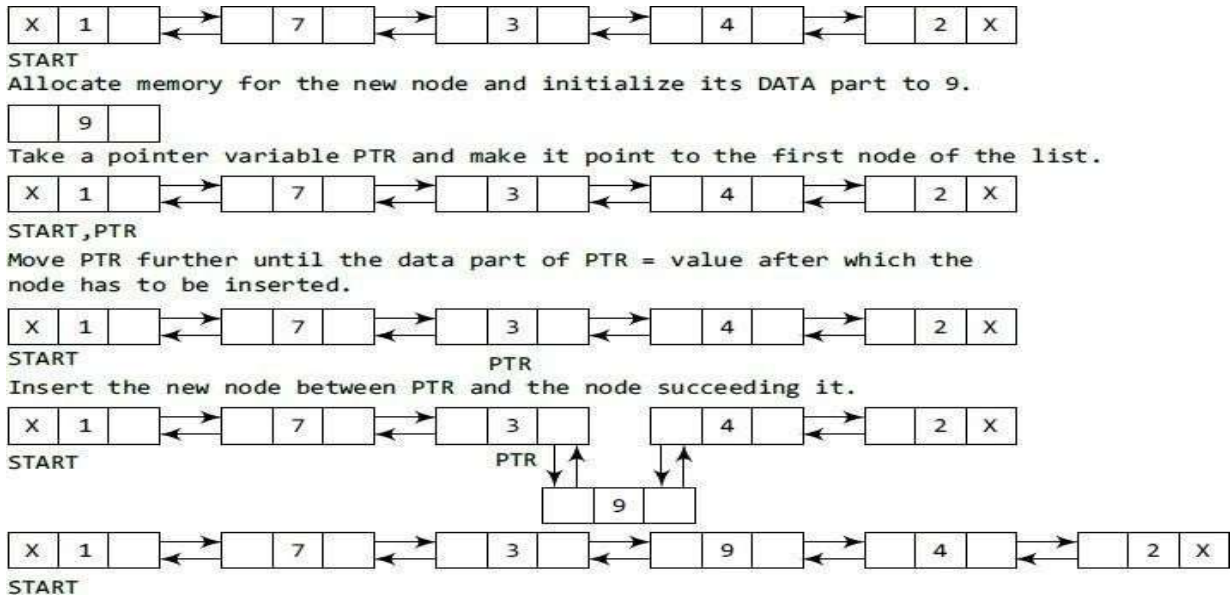 X 1 7 3 4 2 X
START
Allocate memory for the new node and initialize its DATA part to 9.
9
Take a pointer variable PTR and make it point to the first node of the list.
X 1 7 3 4 2 X
START,PTR
Move PTR further until the data part of PTR = value after which the
node has to be inserted.
X 1 7 3 4 2 X
START PTR
Insert the new node between PTR and the node succeeding it.
X 1 7 3 4 2 X
START PTR
9
X 1 7 3 9 4 2 X
START